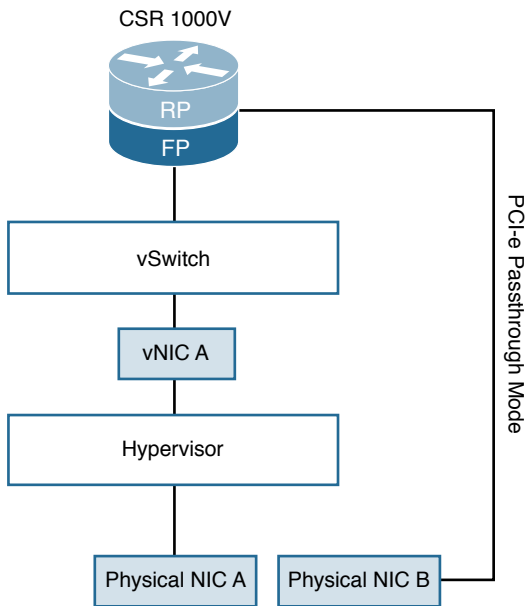 CSR 1000V
RP
FP
vSwitch
vNIC A
Hypervisor
Physical NIC A
Physical NIC B
PCI-e Passthrough Mode